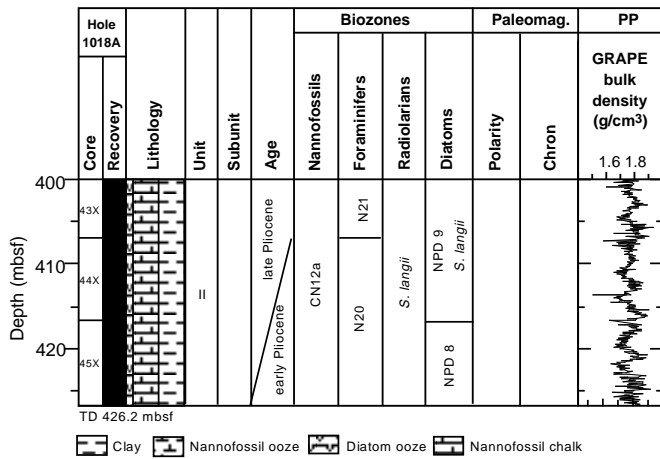 Hole
1018A
Biozones
Paleomag.
PP
Core
Recovery
Lithology
Unit
Subunit
Age
Nannofossils
Foraminifers
Radiolarians
Diatoms
Polarity
Chron
GRAPE
bulk
density
(g/cm3)
1.6 1.8
Depth (mbsf)
400
410
420
43X
44X
45X
II
late Pliocene
early Pliocene
CN12a
N21
N20
S. langii
NPD 9
S. langii
NPD 8
TD 426.2 mbsf
Clay
Nannofossil ooze
Diatom ooze
Nannofossil chalk